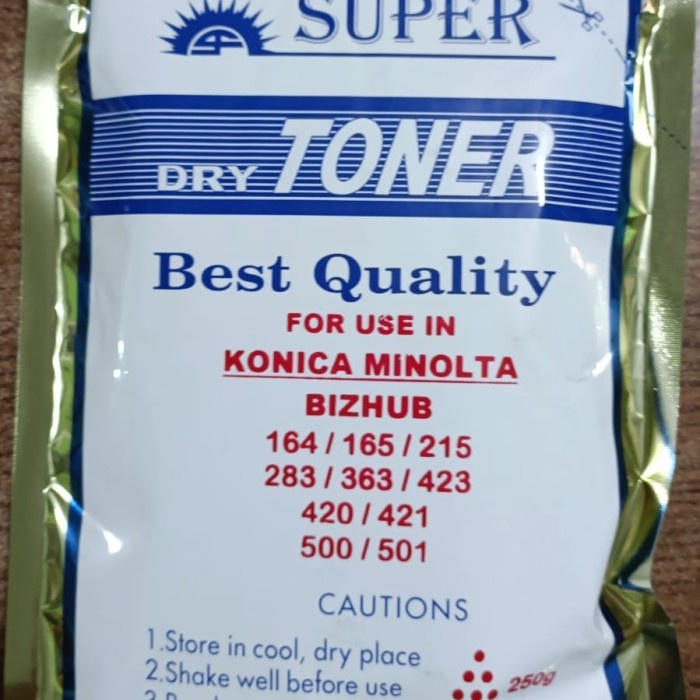 SUPER
DRY TONER
Best Quality
FOR USE IN
KONICA MINOLTA
BIZHUB
164 / 165 / 215
283 / 363 / 423
420 / 421
500 / 501
CAUTIONS
1.Store in cool, dry place
2.Shake well before use
250g